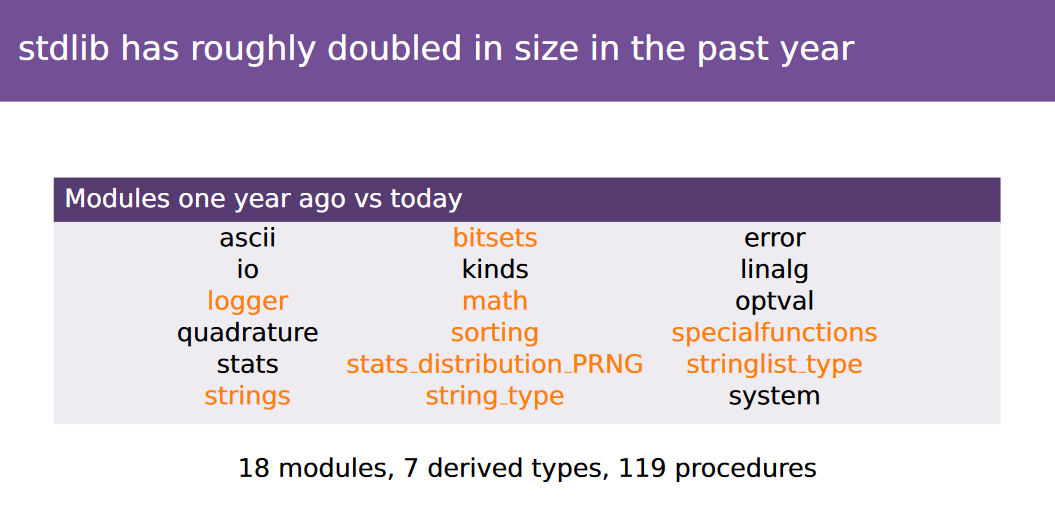 stdlib has roughly doubled in size in the past year
Modules one year ago vs today
ascii bitsets error
io kinds linalg
logger math optval
quadrature sorting specialfunctions
stats stats_distribution_PRNG stringlist_type
strings string_type system
18 modules, 7 derived types, 119 procedures